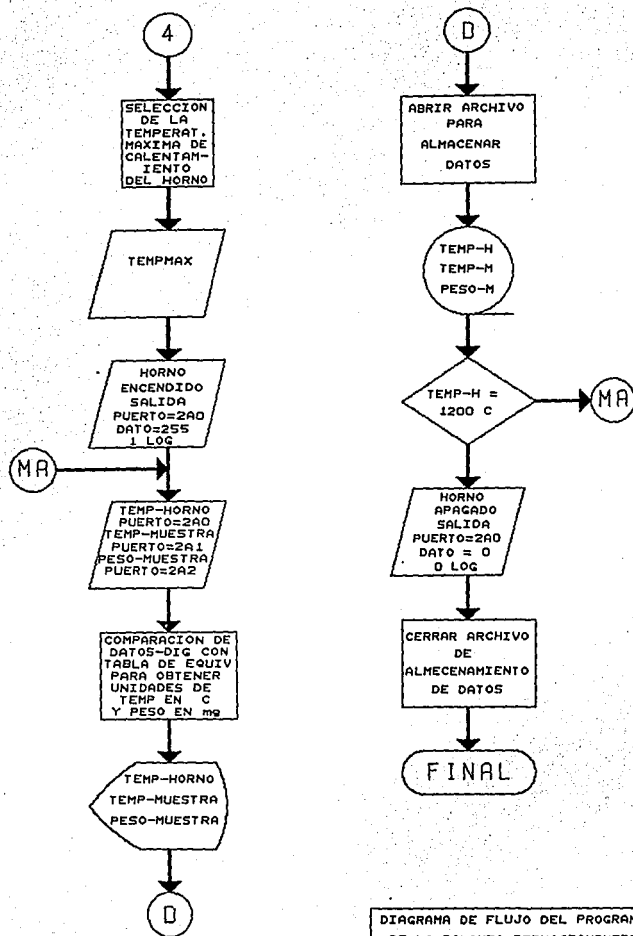 4
SELECCION
DE LA
TEMPERAT.
MAXIMA DE
CALENTAM-
IENTO
DEL HORNO
TEMPMAX
HORNO
ENCENDIDO
SALIDA
PUERTO=2A0
DATO=255
1 LOG
MA
TEMP-HORNO
PUERTO=2A0
TEMP-MUESTRA
PUERTO=2A1
PESO-MUESTRA
PUERTO=2A2
COMPARACION DE
DATOS-DIG CON
TABLA DE EQUIV
PARA OBTENER
UNIDADES DE
TEMP EN C
Y PESO EN mg
TEMP-HORNO
TEMP-MUESTRA
PESO-MUESTRA
D
D
ABRIR ARCHIVO
PARA
ALMACENAR
DATOS
TEMP-H
TEMP-M
PESO-M
TEMP-H =
1200 C
MA
HORNO
APAGADO
SALIDA
PUERTO=2A0
DATO = 0
0 LOG
CERRAR ARCHIVO
DE
ALMECENAMIENTO
DE DATOS
FINAL
DIAGRAMA DE FLUJO DEL PROGRAM